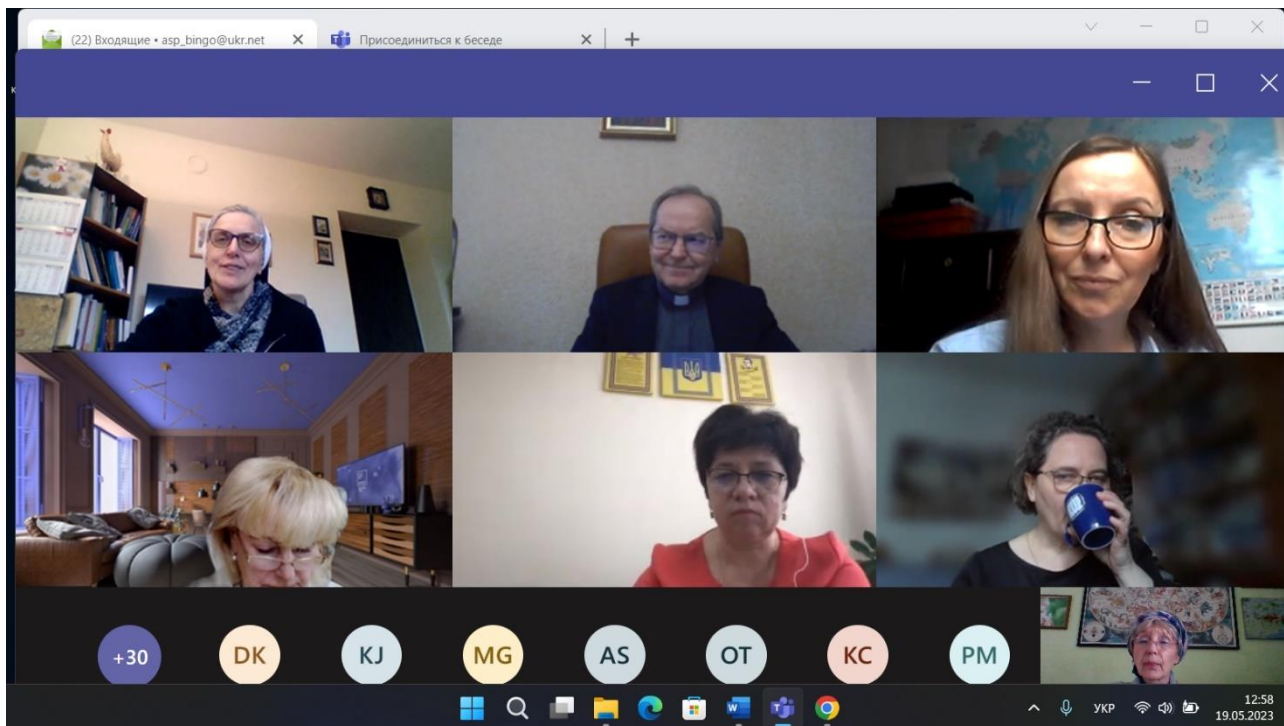 (22) Входящие • asp_bingo@ukr.net
Присоединиться к беседе
+30
DK
KJ
MG
AS
OT
KC
PM
УКР
12:58
19.05.2023